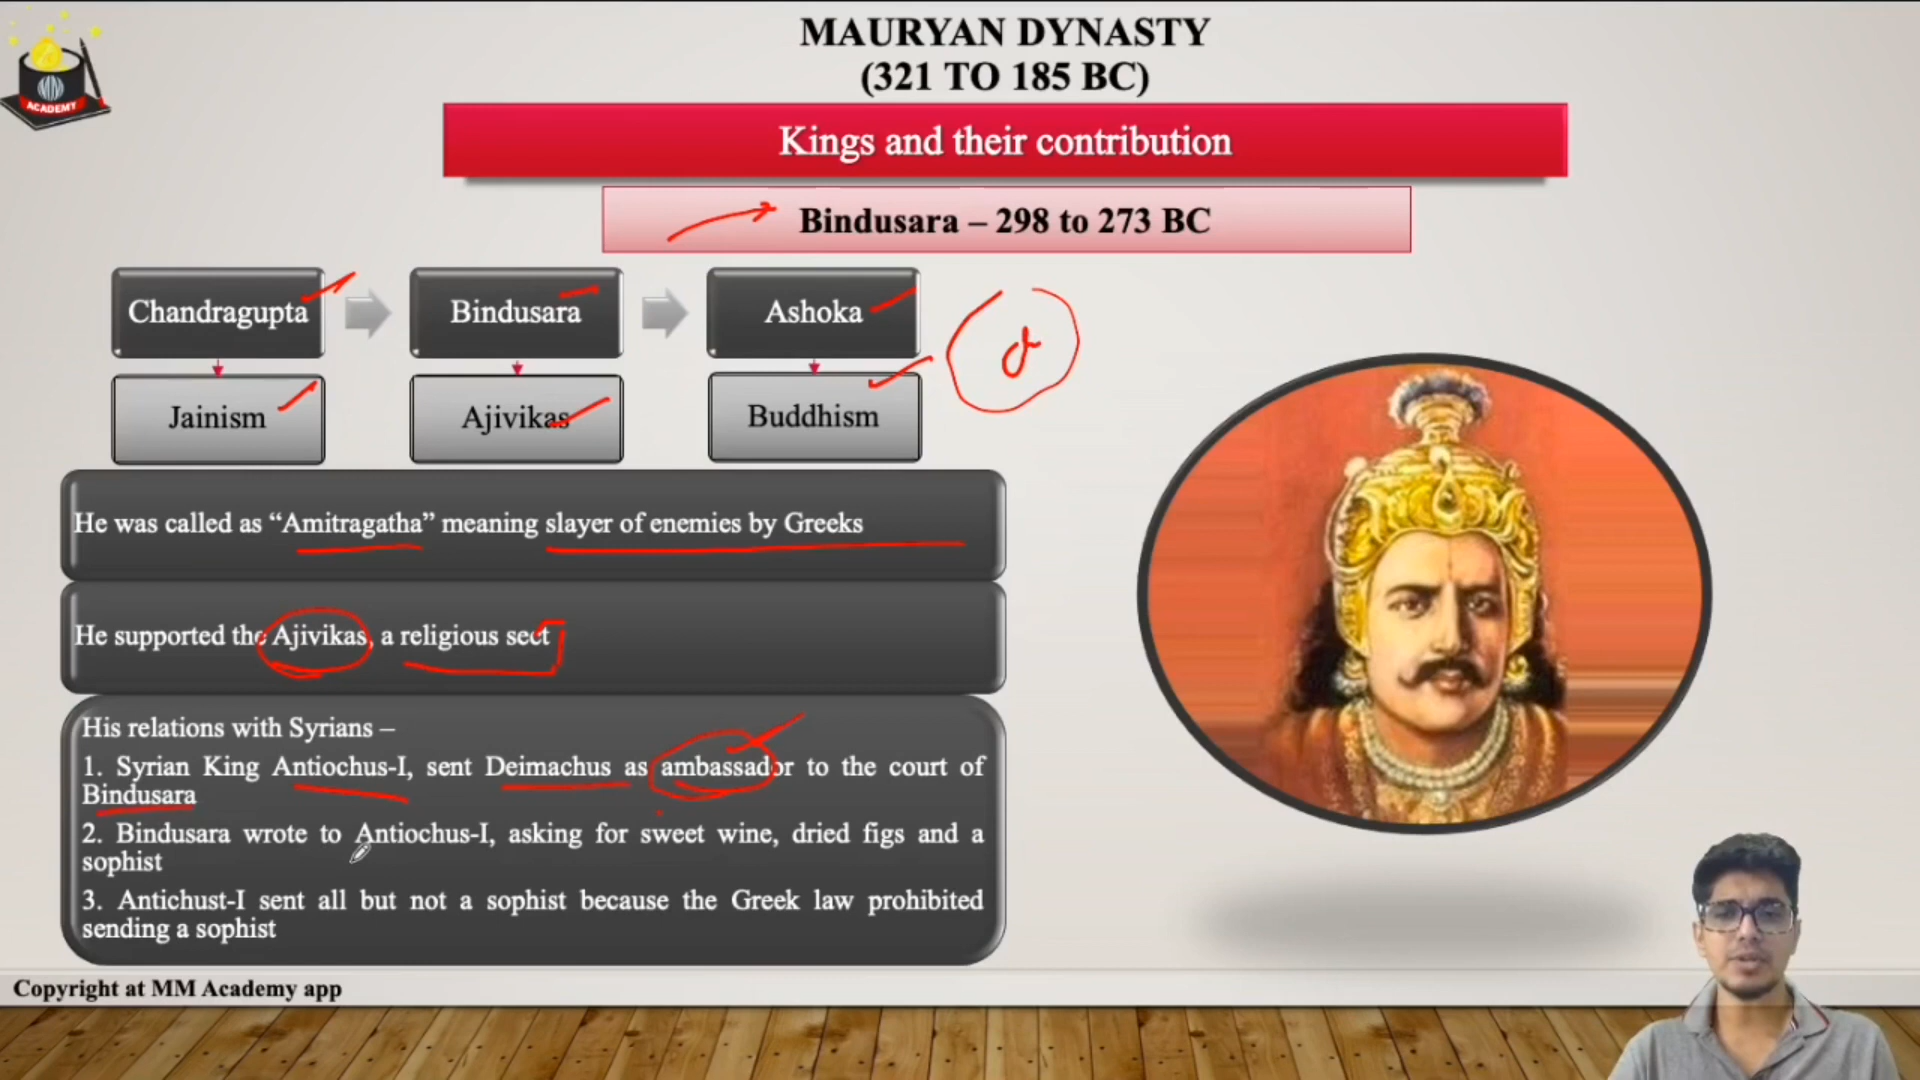 MAURYAN DYNASTY
(321 TO 185 BC)
ACADEMY
Kings and their contribution
Bindusara – 298 to 273 BC
Chandragupta
Bindusara
Ashoka
Jainism
Ajivikas
Buddhism
He was called as “Amitragatha” meaning slayer of enemies by Greeks
He supported the Ajivikas, a religious sect
His relations with Syrians –
1. Syrian King Antiochus-I, sent Deimachus as ambassador to the court of
Bindusara
2. Bindusara wrote to Antiochus-I, asking for sweet wine, dried figs and a
sophist
3. Antichust-I sent all but not a sophist because the Greek law prohibited
sending a sophist
Copyright at MM Academy app